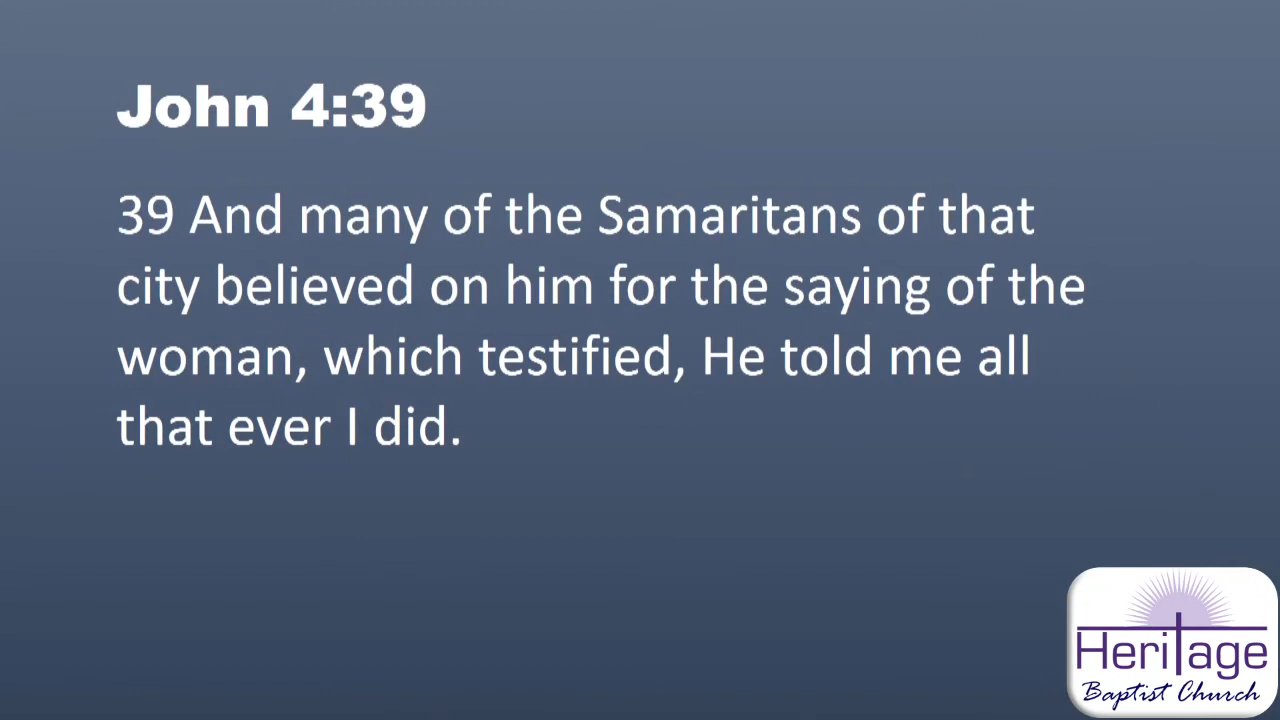 John 4:39
39 And many of the Samaritans of that
city believed on him for the saying of the
woman, which testified, He told me all
that ever I did.
Heritage
Baptist Church